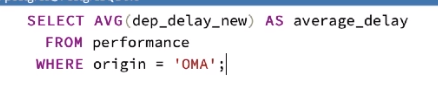 SELECT AVG(dep_delay_new) AS average_delay
FROM performance
WHERE origin = 'OMA';